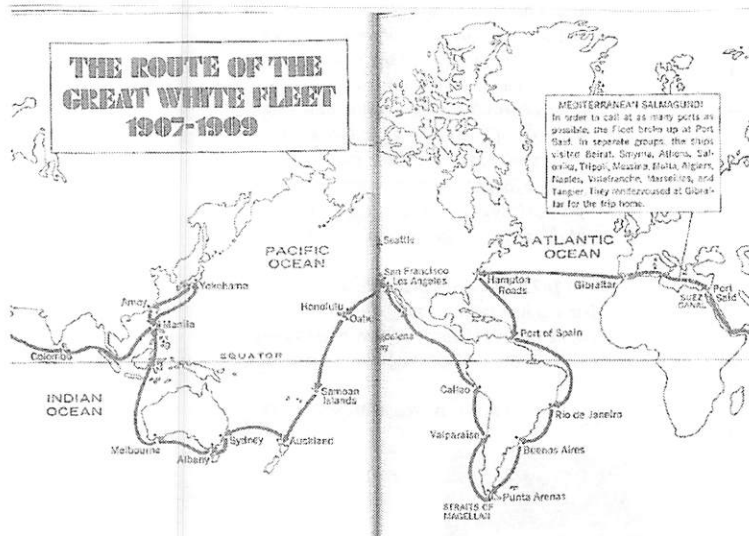 THE ROUTE OF THE
GREAT WHITE FLEET
1907-1909
MEDITERRANEAN SALMAGUNDI
In order to call at as many ports as
possible, the Fleet broke up at Port
Said. In separate groups, the ships
visited Beirut, Smyrna, Athens, Sal-
onika, Tripoli, Messina, Malta, Algiers,
Naples, Villefranche, Marseilles, and
Tangier. They rendezvoused at Gibral-
tar for the trip home.
PACIFIC
OCEAN
Seattle
ATLANTIC
OCEAN
San Francisco
Los Angeles
Hampton
Roads
Gibraltar
Port
Said
SUEZ
CANAL
Yokohama
Amoy
Manila
Honolulu
Oahu
Port of Spain
Colombo
EQUATOR
INDIAN
OCEAN
Samoan
Islands
Callao
Rio de Janeiro
Melbourne
Albany
Sydney
Auckland
Valparaiso
Buenos Aires
Punta Arenas
STRAITS OF
MAGELLAN